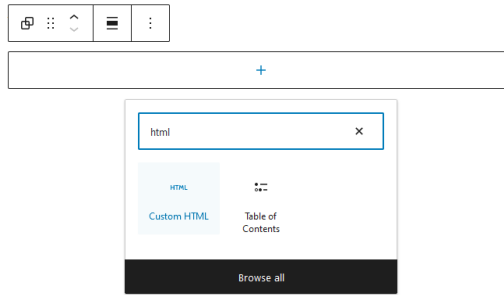 html
HTML
Custom HTML
Table of
Contents
Browse all